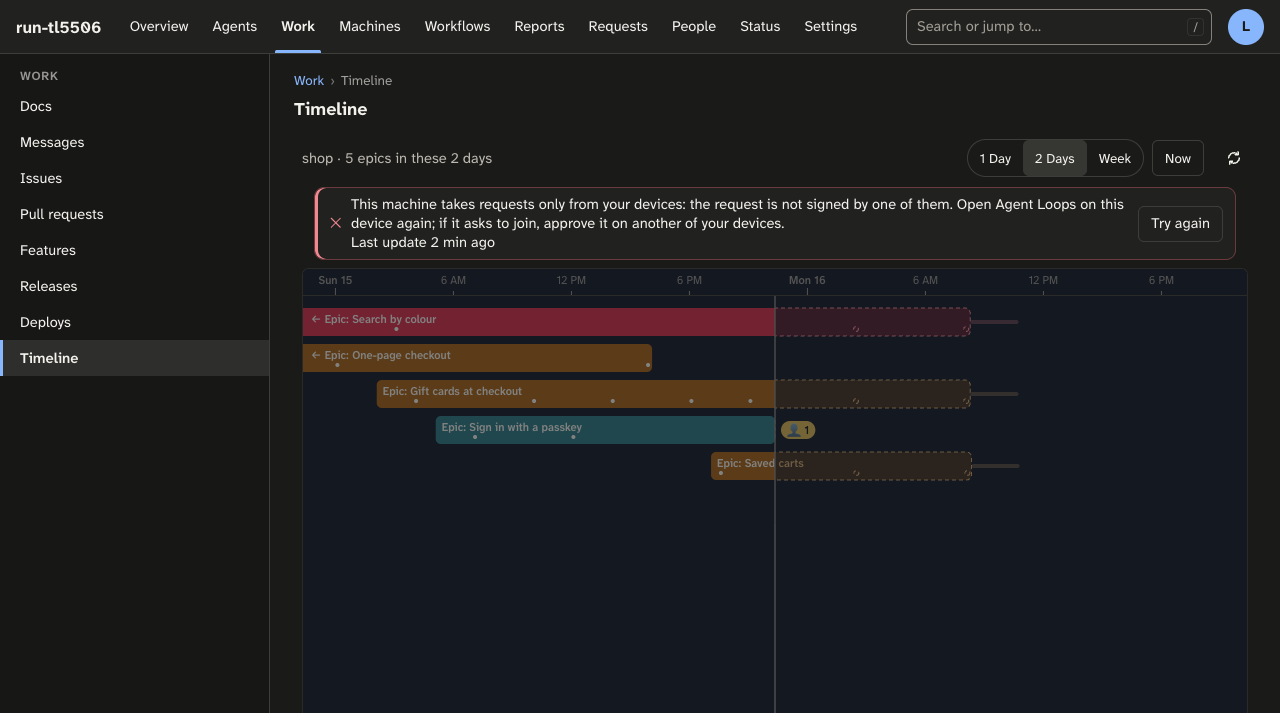 run-tl5506 Overview Agents Work Machines Workflows Reports Requests People Status Settings Search or jump to... / L
WORK
Docs
Messages
Issues
Pull requests
Features
Releases
Deploys
Timeline
Work › Timeline
Timeline
shop · 5 epics in these 2 days 1 Day 2 Days Week Now
This machine takes requests only from your devices: the request is not signed by one of them. Open Agent Loops on this
device again; if it asks to join, approve it on another of your devices.
Last update 2 min ago
Try again
Sun 15 6 AM 12 PM 6 PM Mon 16 6 AM 12 PM 6 PM
← Epic: Search by colour
← Epic: One-page checkout
Epic: Gift cards at checkout
Epic: Sign in with a passkey 1
Epic: Saved carts